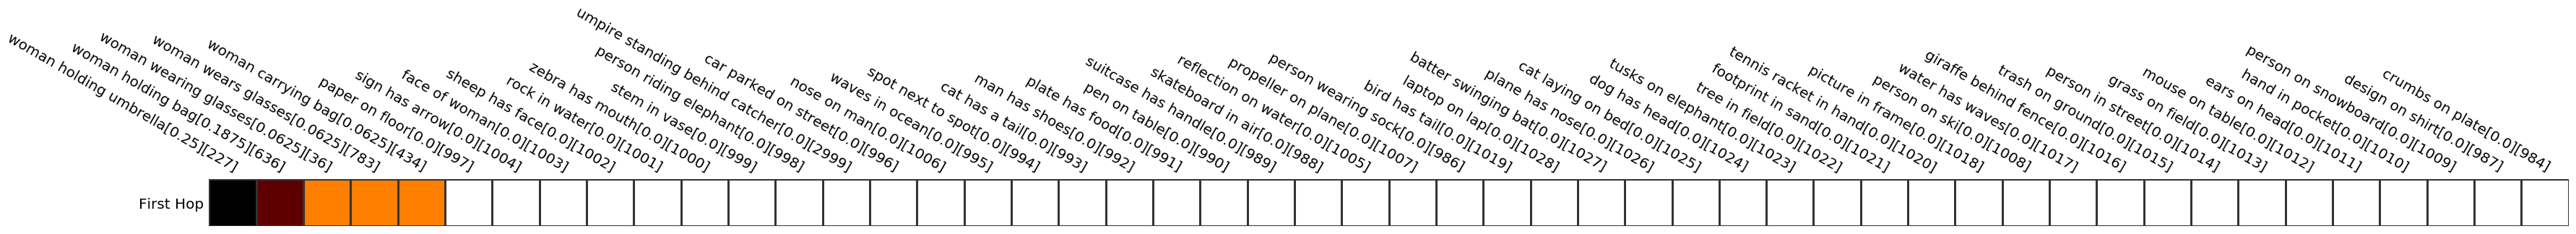 woman holding umbrella[0.25][227]
woman holding bag[0.1875][636]
woman wearing glasses[0.0625][36]
woman wears glasses[0.0625][783]
woman carrying bag[0.0625][434]
paper on floor[0.0][997]
sign has arrow[0.0][1004]
face of woman[0.0][1003]
sheep has face[0.0][1002]
rock in water[0.0][1001]
zebra has mouth[0.0][1000]
stem in vase[0.0][999]
person riding elephant[0.0][998]
umpire standing behind catcher[0.0][2999]
car parked on street[0.0][996]
nose on man[0.0][1006]
waves in ocean[0.0][995]
spot next to spot[0.0][994]
cat has a tail[0.0][993]
man has shoes[0.0][992]
plate has food[0.0][991]
pen on table[0.0][990]
suitcase has handle[0.0][989]
skateboard in air[0.0][988]
reflection on water[0.0][1005]
propeller on plane[0.0][1007]
person wearing sock[0.0][986]
bird has tail[0.0][1019]
laptop on lap[0.0][1028]
batter swinging bat[0.0][1027]
plane has nose[0.0][1026]
cat laying on bed[0.0][1025]
dog has head[0.0][1024]
tusks on elephant[0.0][1023]
tree in field[0.0][1022]
footprint in sand[0.0][1021]
tennis racket in hand[0.0][1020]
picture in frame[0.0][1018]
person on ski[0.0][1008]
water has waves[0.0][1017]
giraffe behind fence[0.0][1016]
trash on ground[0.0][1015]
person in street[0.0][1014]
grass on field[0.0][1013]
mouse on table[0.0][1012]
ears on head[0.0][1011]
hand in pocket[0.0][1010]
person on snowboard[0.0][1009]
design on shirt[0.0][987]
crumbs on plate[0.0][984]
First Hop